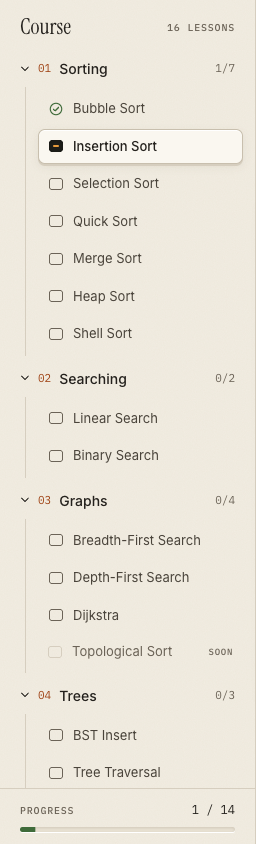 Course 16 LESSONS
01 Sorting 1/7
Bubble Sort
Insertion Sort
Selection Sort
Quick Sort
Merge Sort
Heap Sort
Shell Sort
02 Searching 0/2
Linear Search
Binary Search
03 Graphs 0/4
Breadth-First Search
Depth-First Search
Dijkstra
Topological Sort SOON
04 Trees 0/3
BST Insert
Tree Traversal
PROGRESS 1 / 14